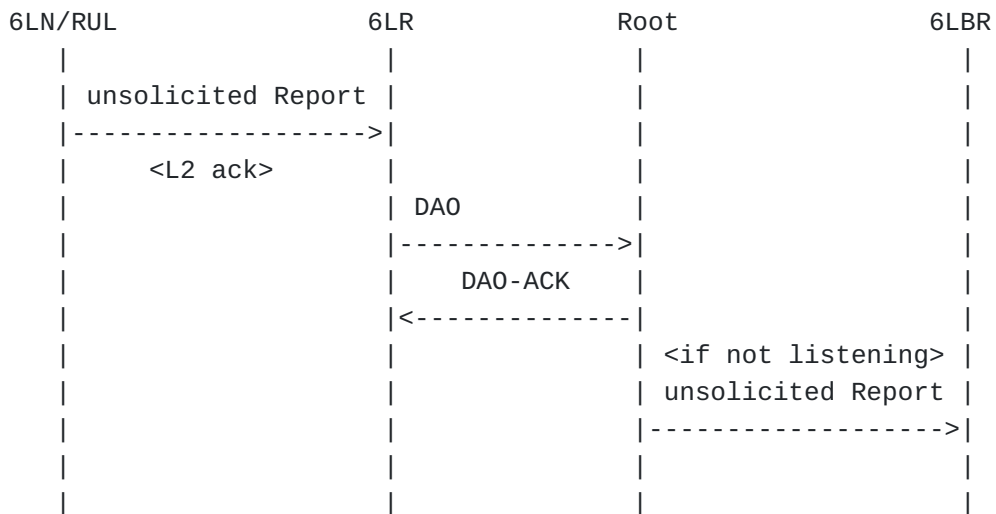 6LN/RUL 6LR Root 6LBR
unsolicited Report
<L2 ack>
DAO
DAO-ACK
<if not listening>
unsolicited Report